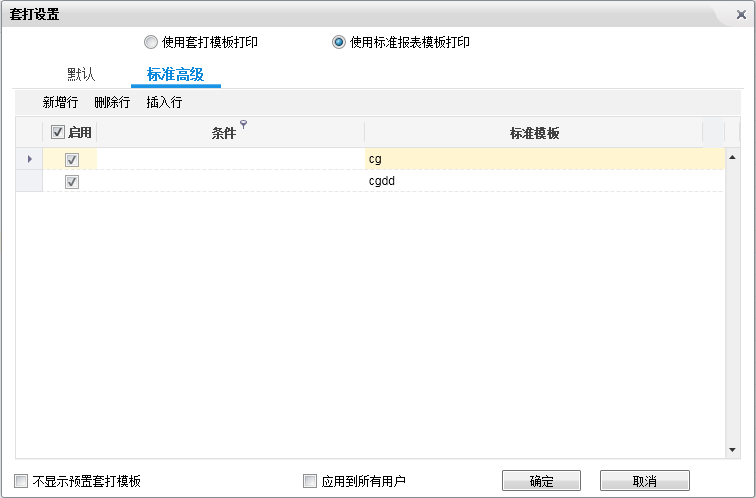 套打设置
使用套打模板打印 使用标准报表模板打印
默认 标准高级
新增行 删除行 插入行
启用 条件 标准模板
cg
cgdd
不显示预置套打模板 应用到所有用户 确定 取消